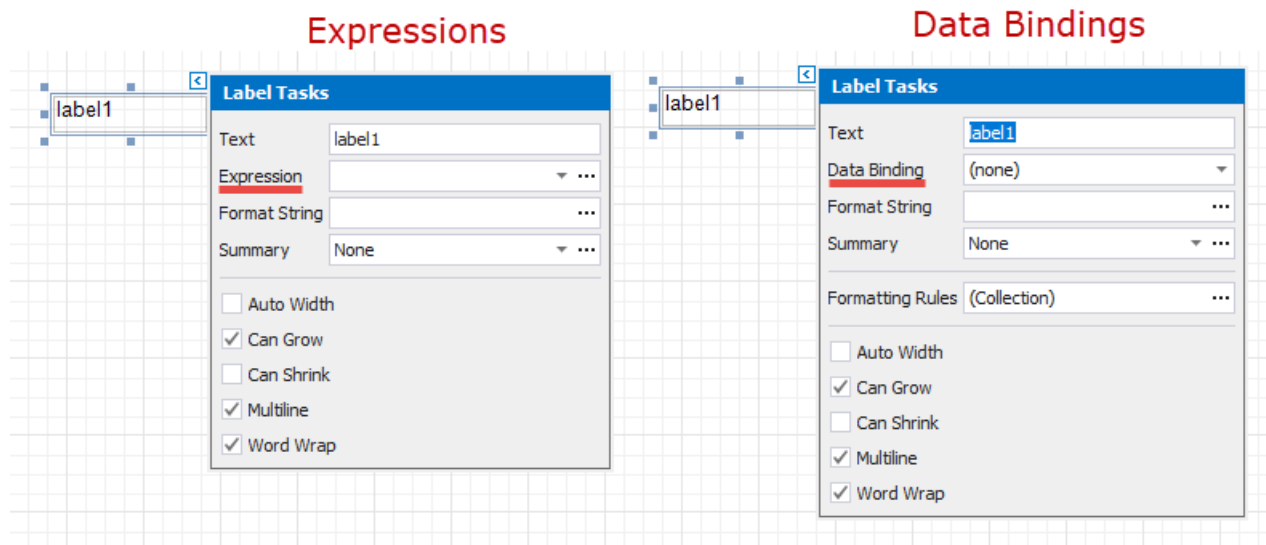 Expressions
label1
Label Tasks
Text label1
Expression
Format String
Summary None
Auto Width
Can Grow
Can Shrink
Multiline
Word Wrap
Data Bindings
label1
Label Tasks
Text label1
Data Binding (none)
Format String
Summary None
Formatting Rules (Collection)
Auto Width
Can Grow
Can Shrink
Multiline
Word Wrap